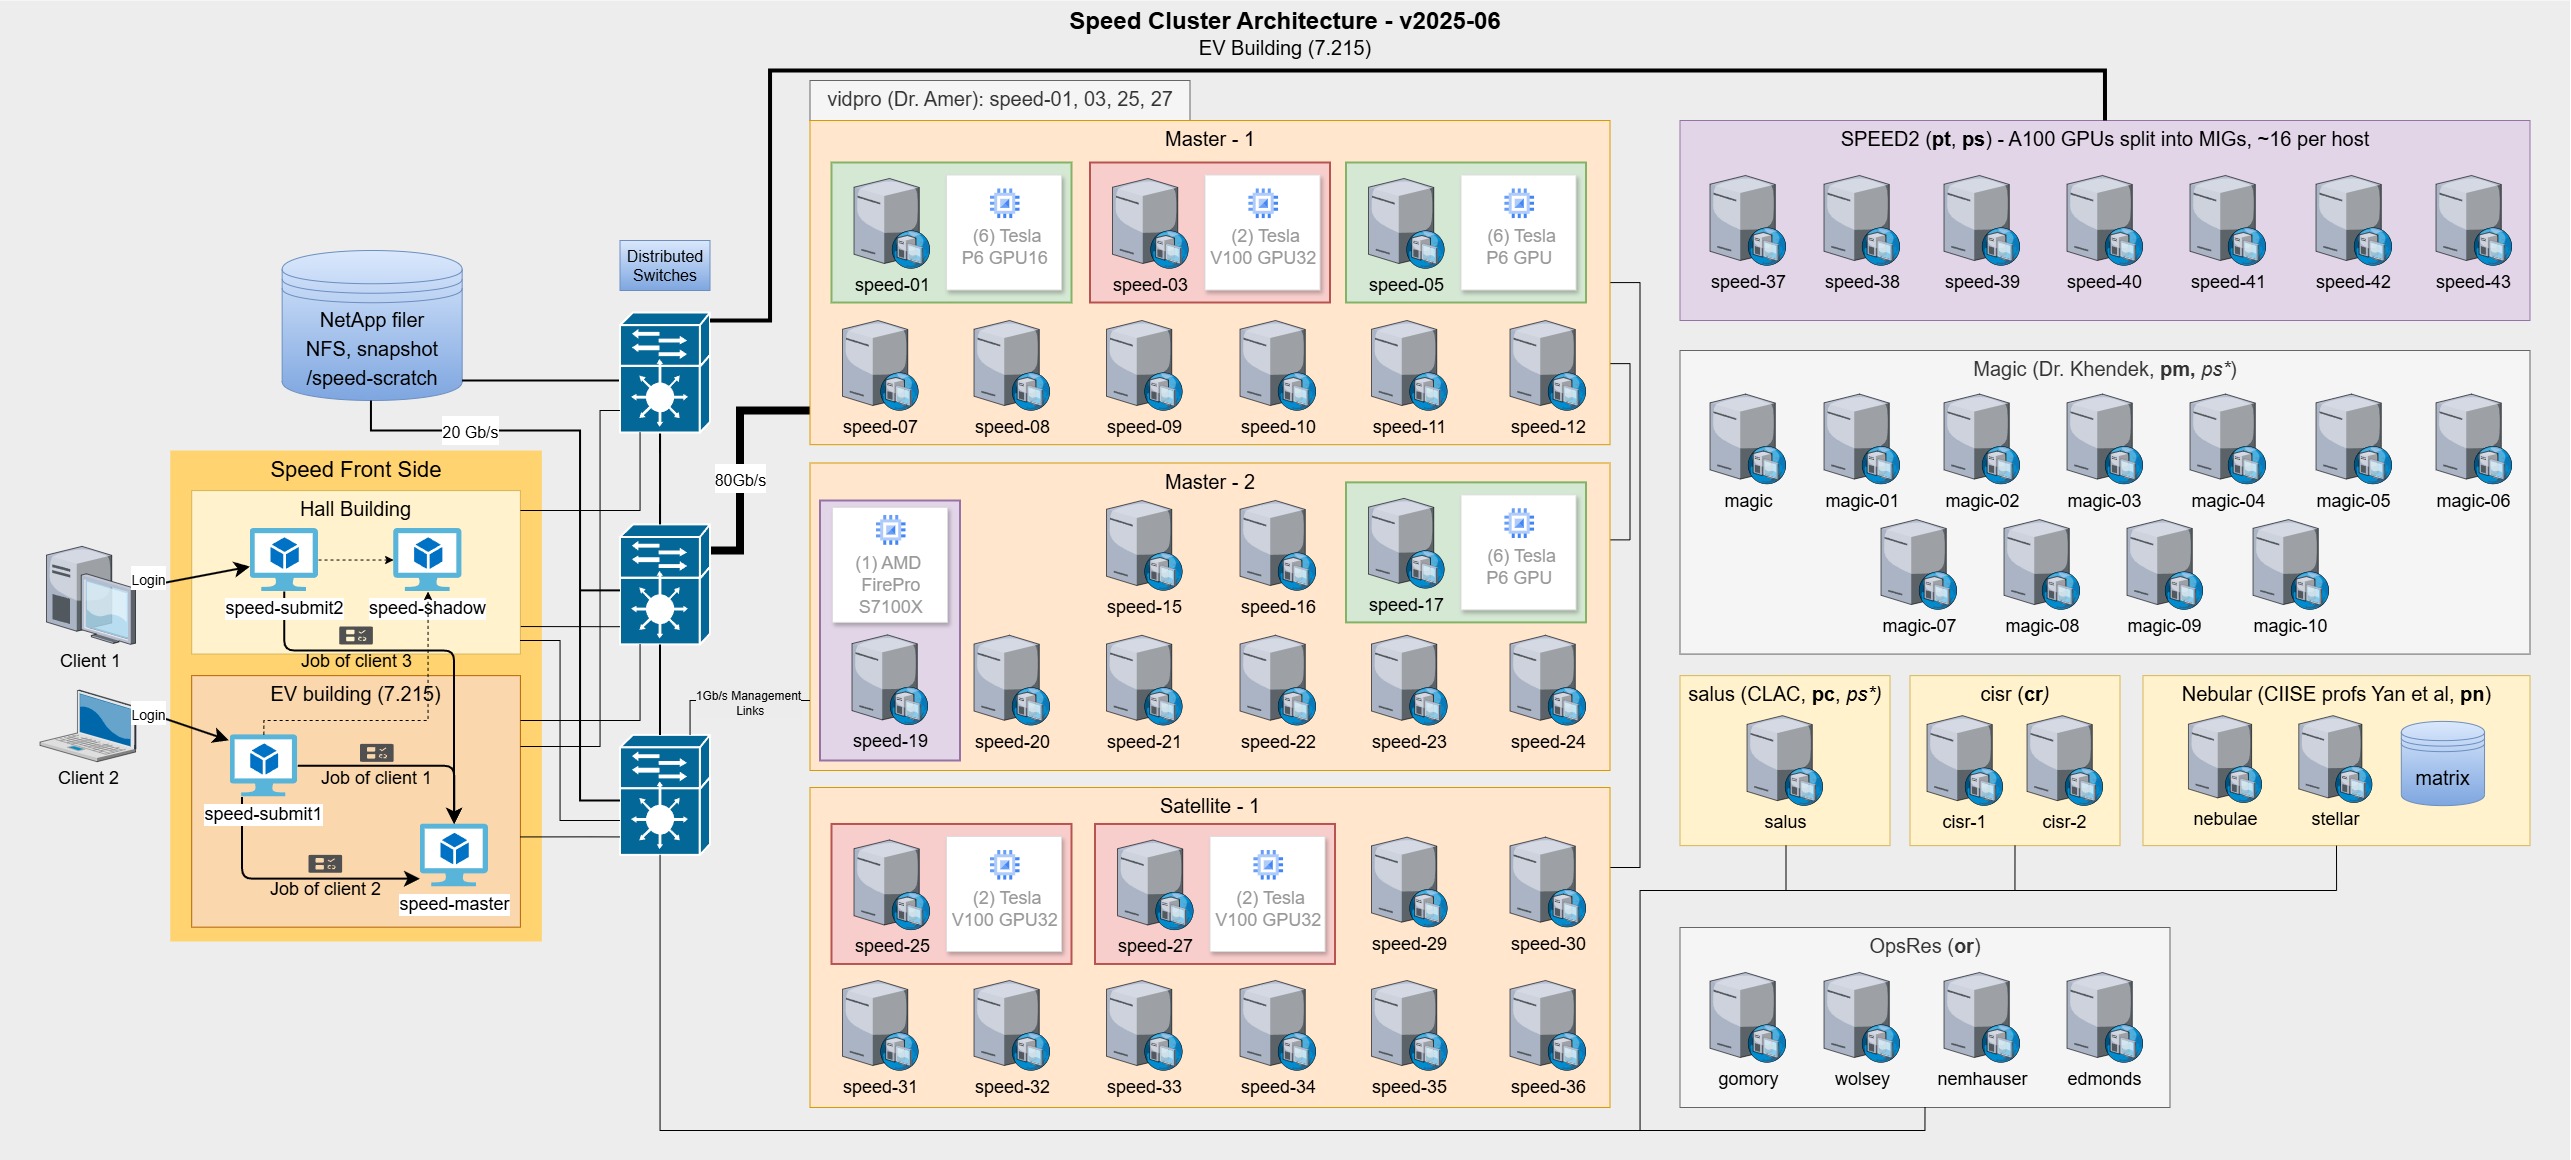 Speed Cluster Architecture - v2025-06
EV Building (7.215)
vidpro (Dr. Amer): speed-01, 03, 25, 27
Master - 1
(6) Tesla
P6 GPU16
speed-01
(2) Tesla
V100 GPU32
speed-03
(6) Tesla
P6 GPU
speed-05
speed-07
speed-08
speed-09
speed-10
speed-11
speed-12
SPEED2 (pt, ps) - A100 GPUs split into MIGs, ~16 per host
speed-37
speed-38
speed-39
speed-40
speed-41
speed-42
speed-43
Distributed
Switches
NetApp filer
NFS, snapshot
/speed-scratch
20 Gb/s
80Gb/s
1Gb/s Management
Links
Speed Front Side
Hall Building
Client 1
Login
speed-submit2
speed-shadow
Job of client 3
EV building (7.215)
Client 2
Login
speed-submit1
Job of client 1
Job of client 2
speed-master
Master - 2
(1) AMD
FirePro
S7100X
speed-19
speed-15
speed-16
speed-17
(6) Tesla
P6 GPU
speed-20
speed-21
speed-22
speed-23
speed-24
Satellite - 1
speed-25
(2) Tesla
V100 GPU32
speed-27
(2) Tesla
V100 GPU32
speed-29
speed-30
speed-31
speed-32
speed-33
speed-34
speed-35
speed-36
Magic (Dr. Khendek, pm, ps*)
magic
magic-01
magic-02
magic-03
magic-04
magic-05
magic-06
magic-07
magic-08
magic-09
magic-10
salus (CLAC, pc, ps*)
salus
cisr (cr)
cisr-1
cisr-2
Nebular (CIISE profs Yan et al, pn)
nebulae
stellar
matrix
OpsRes (or)
gomory
wolsey
nemhauser
edmonds